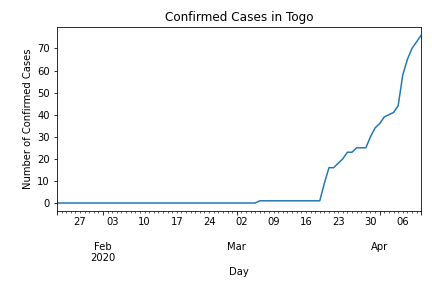 Confirmed Cases in Togo
Number of Confirmed Cases
70
60
50
40
30
20
10
0
27 03 10 17 24 02 09 16 23 30 06
Feb Mar Apr
2020
Day